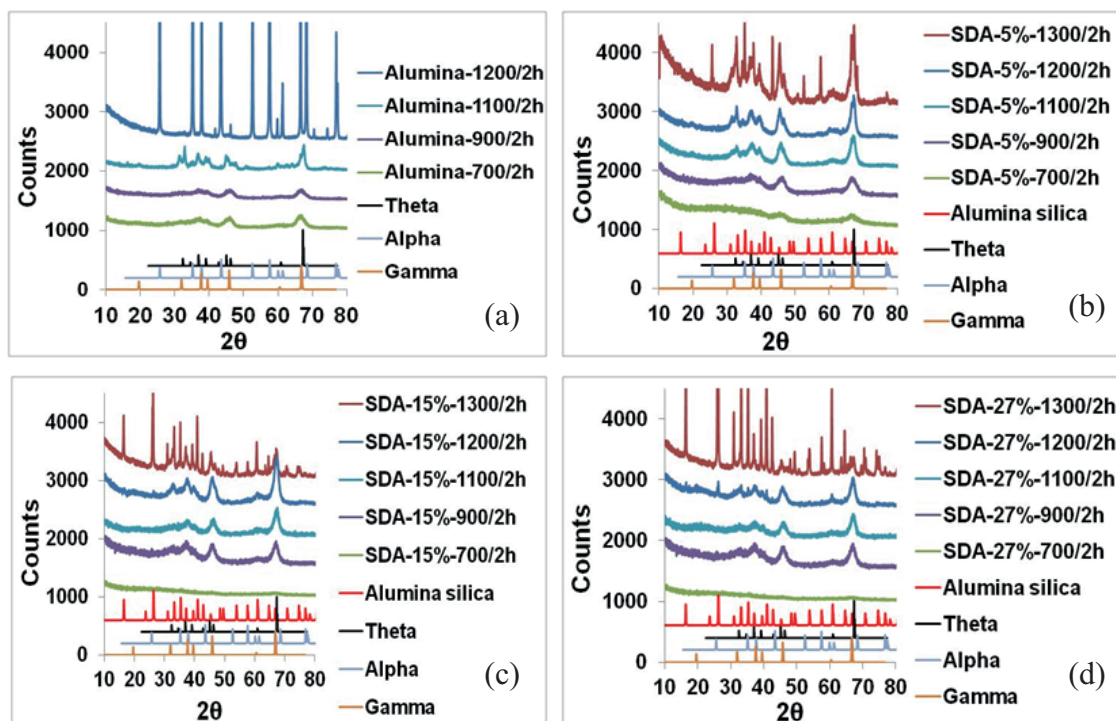 4000
3000
2000
1000
0
Counts
10 20 30 40 50 60 70 80
2θ
Alumina-1200/2h
Alumina-1100/2h
Alumina-900/2h
Alumina-700/2h
Theta
Alpha
Gamma
(a)
4000
3000
2000
1000
0
Counts
10 20 30 40 50 60 70 80
2θ
SDA-5%-1300/2h
SDA-5%-1200/2h
SDA-5%-1100/2h
SDA-5%-900/2h
SDA-5%-700/2h
Alumina silica
Theta
Alpha
Gamma
(b)
4000
3000
2000
1000
0
Counts
10 20 30 40 50 60 70 80
2θ
SDA-15%-1300/2h
SDA-15%-1200/2h
SDA-15%-1100/2h
SDA-15%-900/2h
SDA-15%-700/2h
Alumina silica
Theta
Alpha
Gamma
(c)
4000
3000
2000
1000
0
Counts
10 20 30 40 50 60 70 80
2θ
SDA-27%-1300/2h
SDA-27%-1200/2h
SDA-27%-1100/2h
SDA-27%-900/2h
SDA-27%-700/2h
Alumina silica
Theta
Alpha
Gamma
(d)